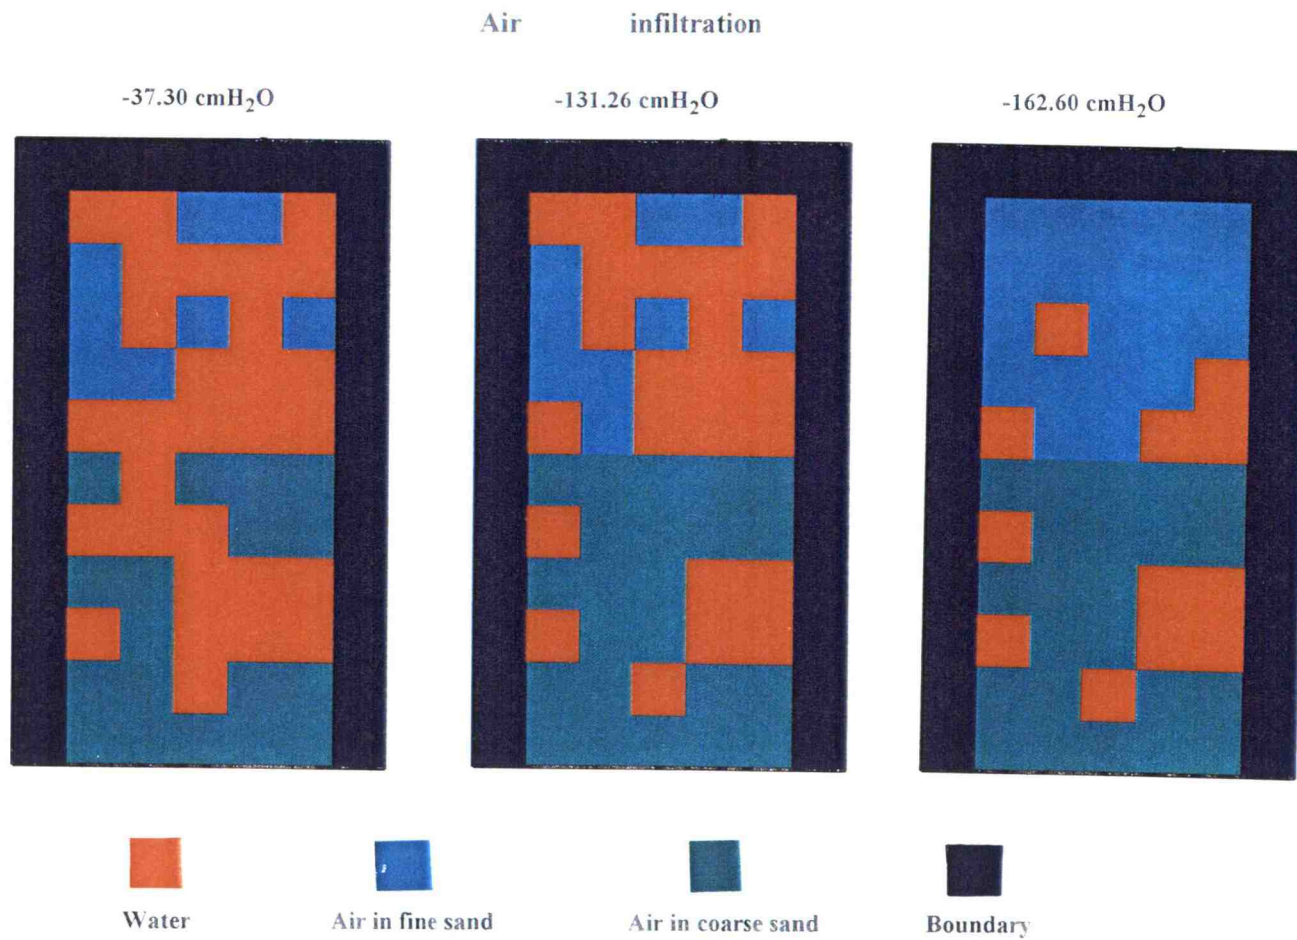 Air infiltration
-37.30 cmH₂O -131.26 cmH₂O -162.60 cmH₂O
Water Air in fine sand Air in coarse sand Boundary